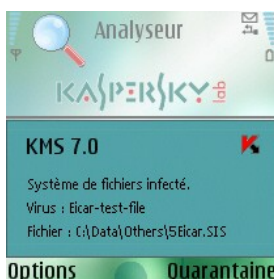 Analyseur
KASPERSKY lab
KMS 7.0
Système de fichiers infecté.
Virus : Eicar-test-file
Fichier : C:\Data\Others\5Eicar.SIS
Options Quarantaine